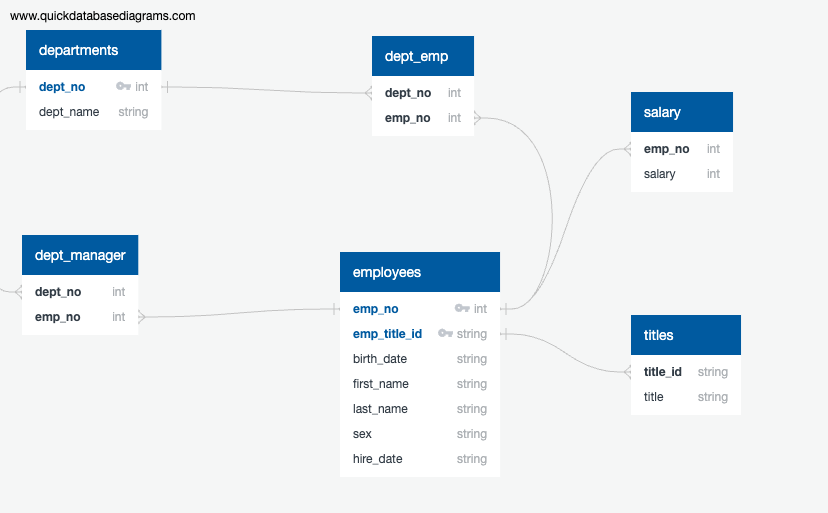 www.quickdatabasediagrams.com
departments
dept_no int
dept_name string
dept_emp
dept_no int
emp_no int
salary
emp_no int
salary int
dept_manager
dept_no int
emp_no int
employees
emp_no int
emp_title_id string
birth_date string
first_name string
last_name string
sex string
hire_date string
titles
title_id string
title string